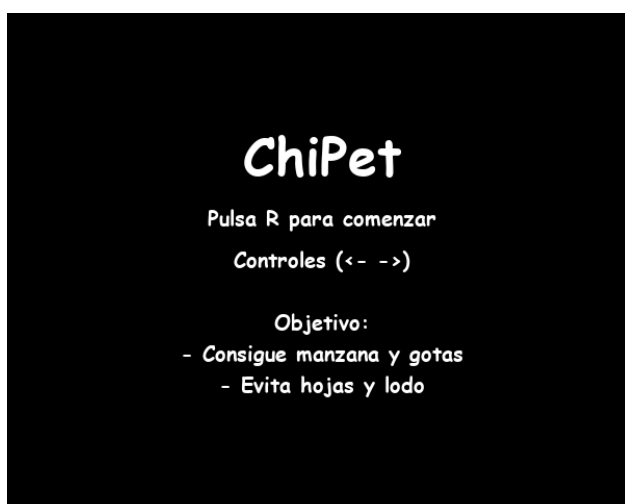 ChiPet
Pulsa R para comenzar
Controles (<- ->)
Objetivo:
- Consigue manzana y gotas
- Evita hojas y lodo